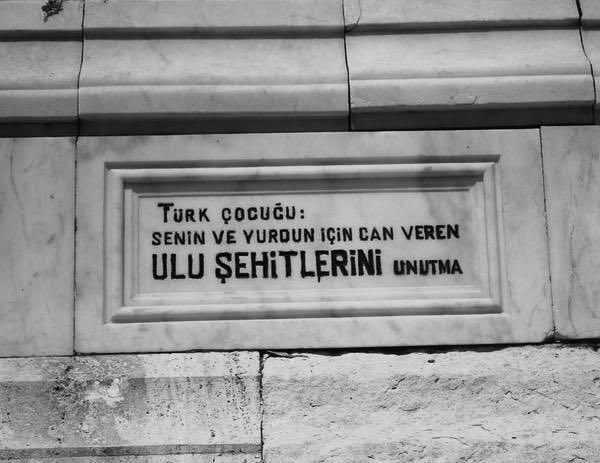 TÜRK ÇOCUĞU:
SENİN VE YURDUN İÇİN CAN VEREN
ULU ŞEHİTLERİNİ UNUTMA